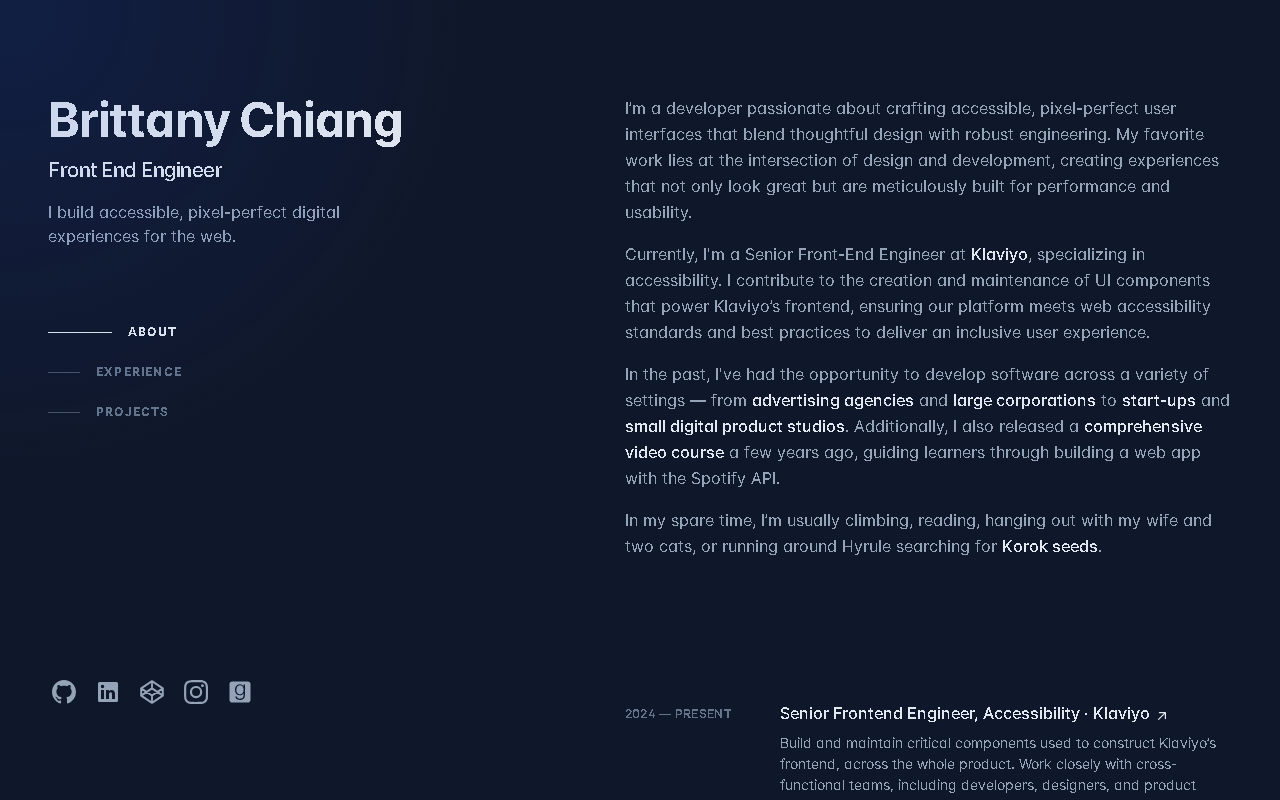 Brittany Chiang
Front End Engineer
I build accessible, pixel-perfect digital
experiences for the web.
ABOUT
EXPERIENCE
PROJECTS
I’m a developer passionate about crafting accessible, pixel-perfect user
interfaces that blend thoughtful design with robust engineering. My favorite
work lies at the intersection of design and development, creating experiences
that not only look great but are meticulously built for performance and
usability.
Currently, I'm a Senior Front-End Engineer at Klaviyo, specializing in
accessibility. I contribute to the creation and maintenance of UI components
that power Klaviyo’s frontend, ensuring our platform meets web accessibility
standards and best practices to deliver an inclusive user experience.
In the past, I've had the opportunity to develop software across a variety of
settings — from advertising agencies and large corporations to start-ups and
small digital product studios. Additionally, I also released a comprehensive
video course a few years ago, guiding learners through building a web app
with the Spotify API.
In my spare time, I’m usually climbing, reading, hanging out with my wife and
two cats, or running around Hyrule searching for Korok seeds.
2024 — PRESENT
Senior Frontend Engineer, Accessibility · Klaviyo ↗
Build and maintain critical components used to construct Klaviyo’s
frontend, across the whole product. Work closely with cross-
functional teams, including developers, designers, and product